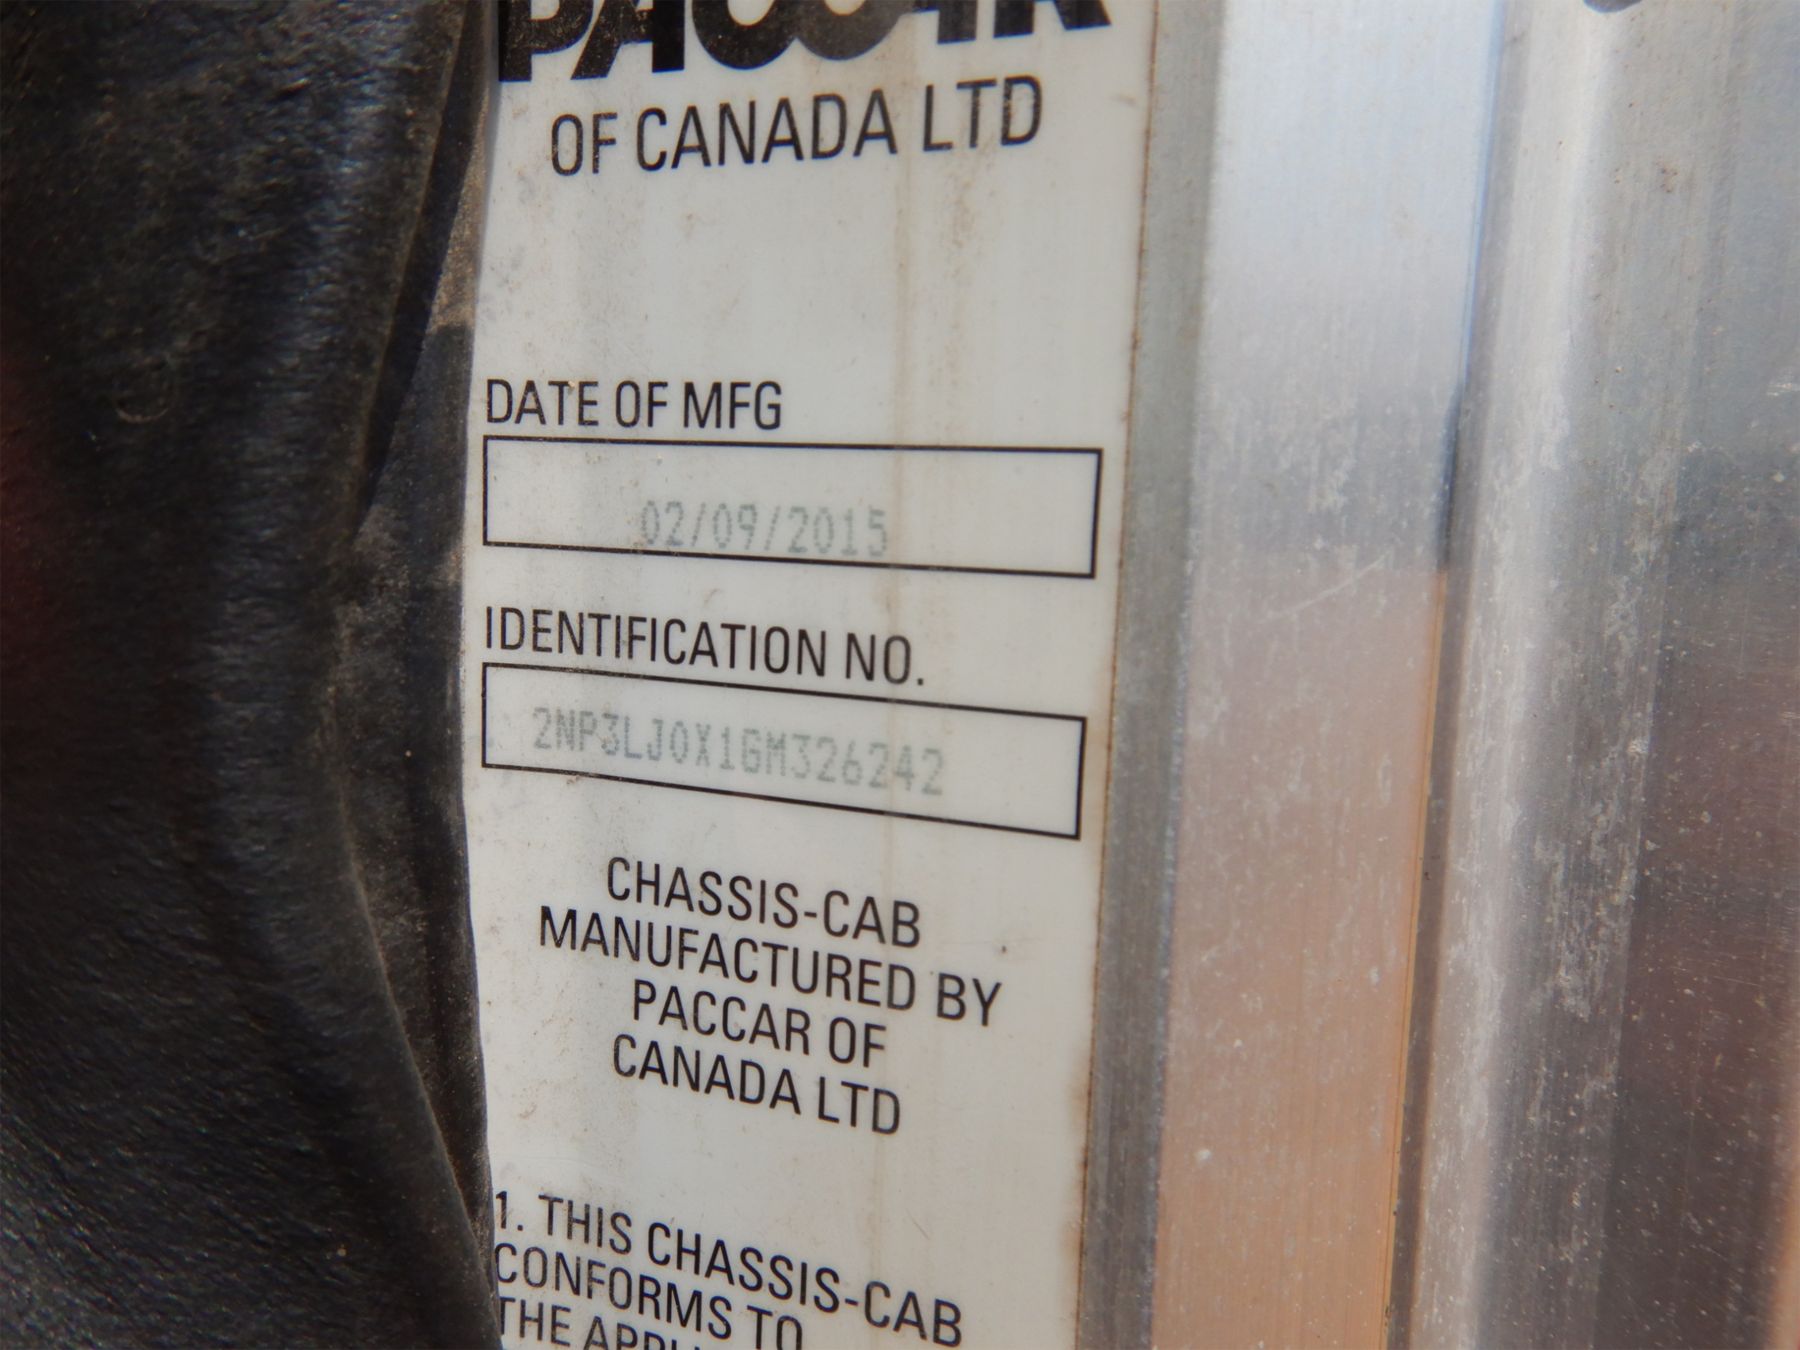 PACCAR
OF CANADA LTD
DATE OF MFG
02/09/2015
IDENTIFICATION NO.
2NP3LJ0X1GM326242
CHASSIS-CAB
MANUFACTURED BY
PACCAR OF
CANADA LTD
1. THIS CHASSIS-CAB
CONFORMS TO
THE